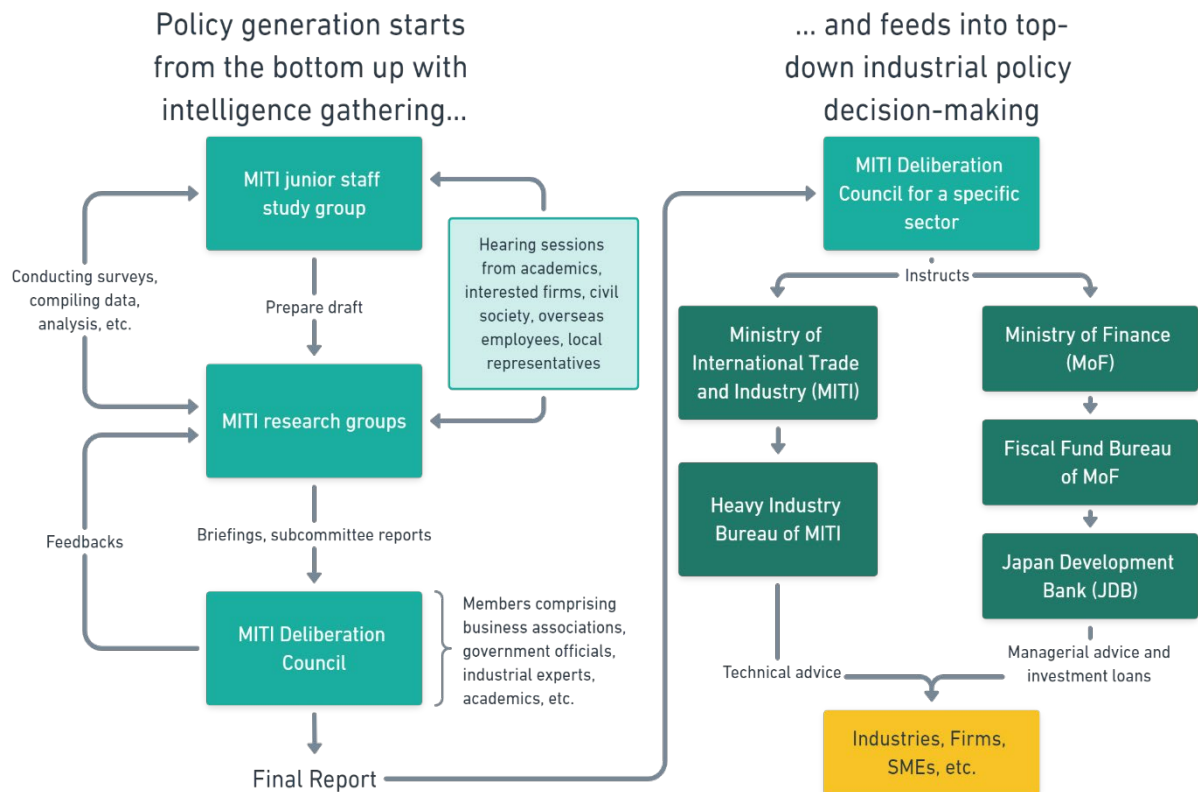 Policy generation starts
from the bottom up with
intelligence gathering...
MITI junior staff
study group
Conducting surveys,
compiling data,
analysis, etc.
Prepare draft
Hearing sessions
from academics,
interested firms, civil
society, overseas
employees, local
representatives
MITI research groups
Feedbacks
Briefings, subcommittee reports
MITI Deliberation
Council
Members comprising
business associations,
government officials,
industrial experts,
academics, etc.
Final Report
... and feeds into top-
down industrial policy
decision-making
MITI Deliberation
Council for a specific
sector
Instructs
Ministry of
International Trade
and Industry (MITI)
Ministry of Finance
(MoF)
Heavy Industry
Bureau of MITI
Fiscal Fund Bureau
of MoF
Japan Development
Bank (JDB)
Technical advice
Managerial advice and
investment loans
Industries, Firms,
SMEs, etc.